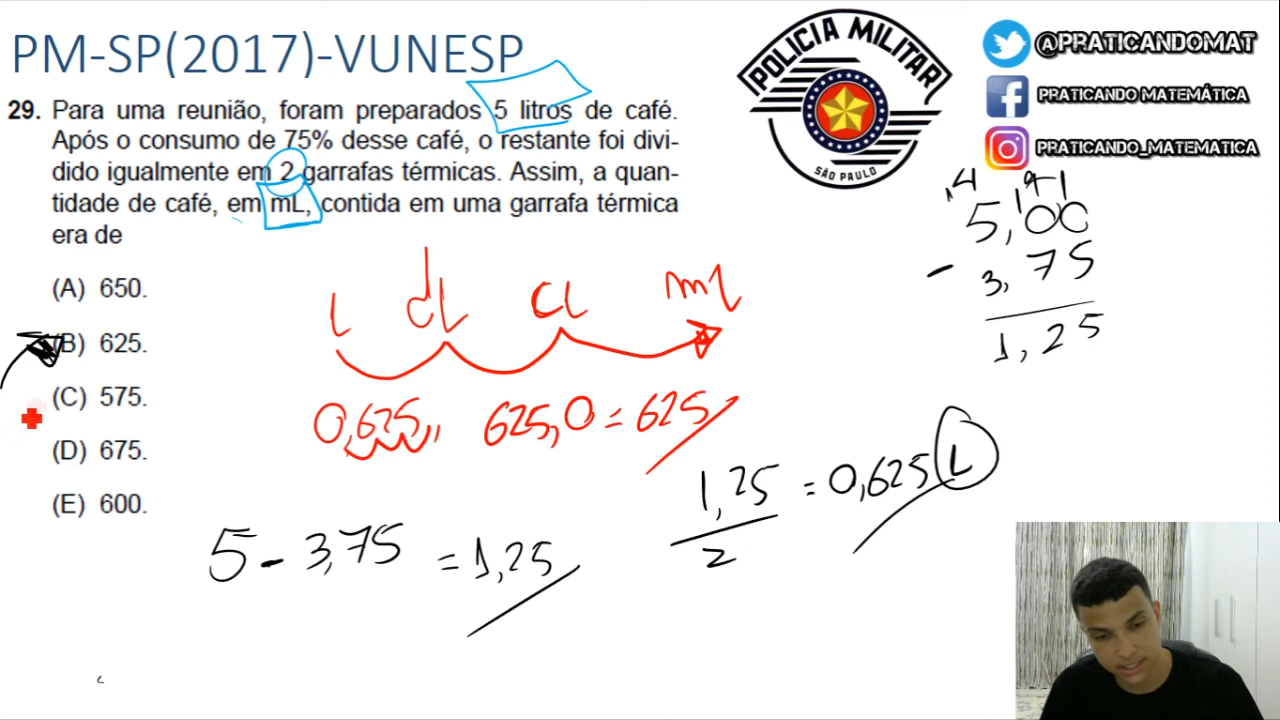 PM-SP(2017)-VUNESP
POLICIA MILITAR
SÃO PAULO
@PRATICANDOMAT
PRATICANDO MATEMÁTICA
PRATICANDO_MATEMATICA
29. Para uma reunião, foram preparados 5 litros de café.
Após o consumo de 75% desse café, o restante foi divi-
dido igualmente em 2 garrafas térmicas. Assim, a quan-
tidade de café, em mL, contida em uma garrafa térmica
era de
(A) 650.
(B) 625.
(C) 575.
(D) 675.
(E) 600.
4 9 1
5,00
- 3,75
1,25
l dl cl ml
0,625, 625,0 = 625
5 - 3,75 = 1,25
1,25
2
= 0,625 L